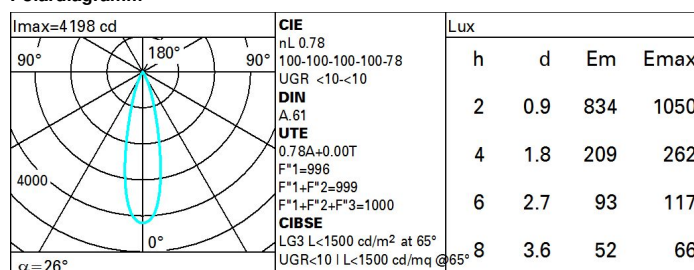 Imax=4198 cd
90° 180° 90°
4000
0°
α=26°
CIE
nL 0.78
100-100-100-100-78
UGR <10-<10
DIN
A.61
UTE
0.78A+0.00T
F"1=996
F"1+F"2=999
F"1+F"2+F"3=1000
CIBSE
LG3 L<1500 cd/m² at 65°
UGR<10 | L<1500 cd/mq @65°
Lux
h d Em Emax
2 0.9 834 1050
4 1.8 209 262
6 2.7 93 117
8 3.6 52 66